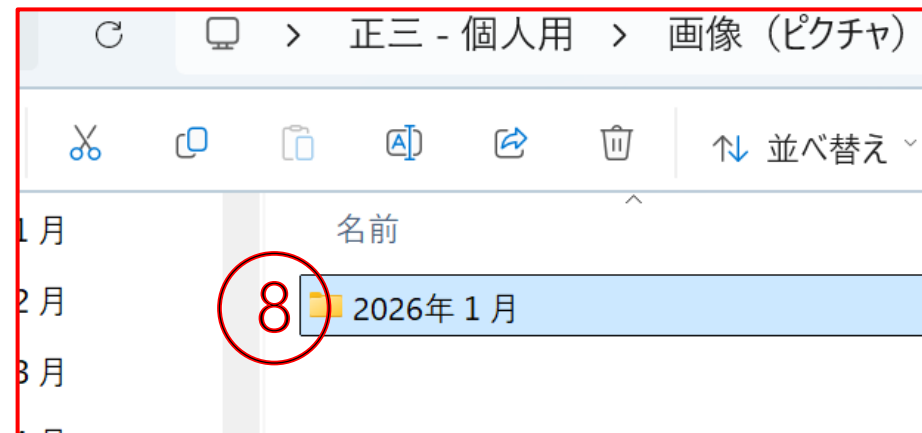 正三 - 個人用 > 画像（ピクチャ）
並べ替え
名前
1 月
2 月
3 月
8
2026年 1 月